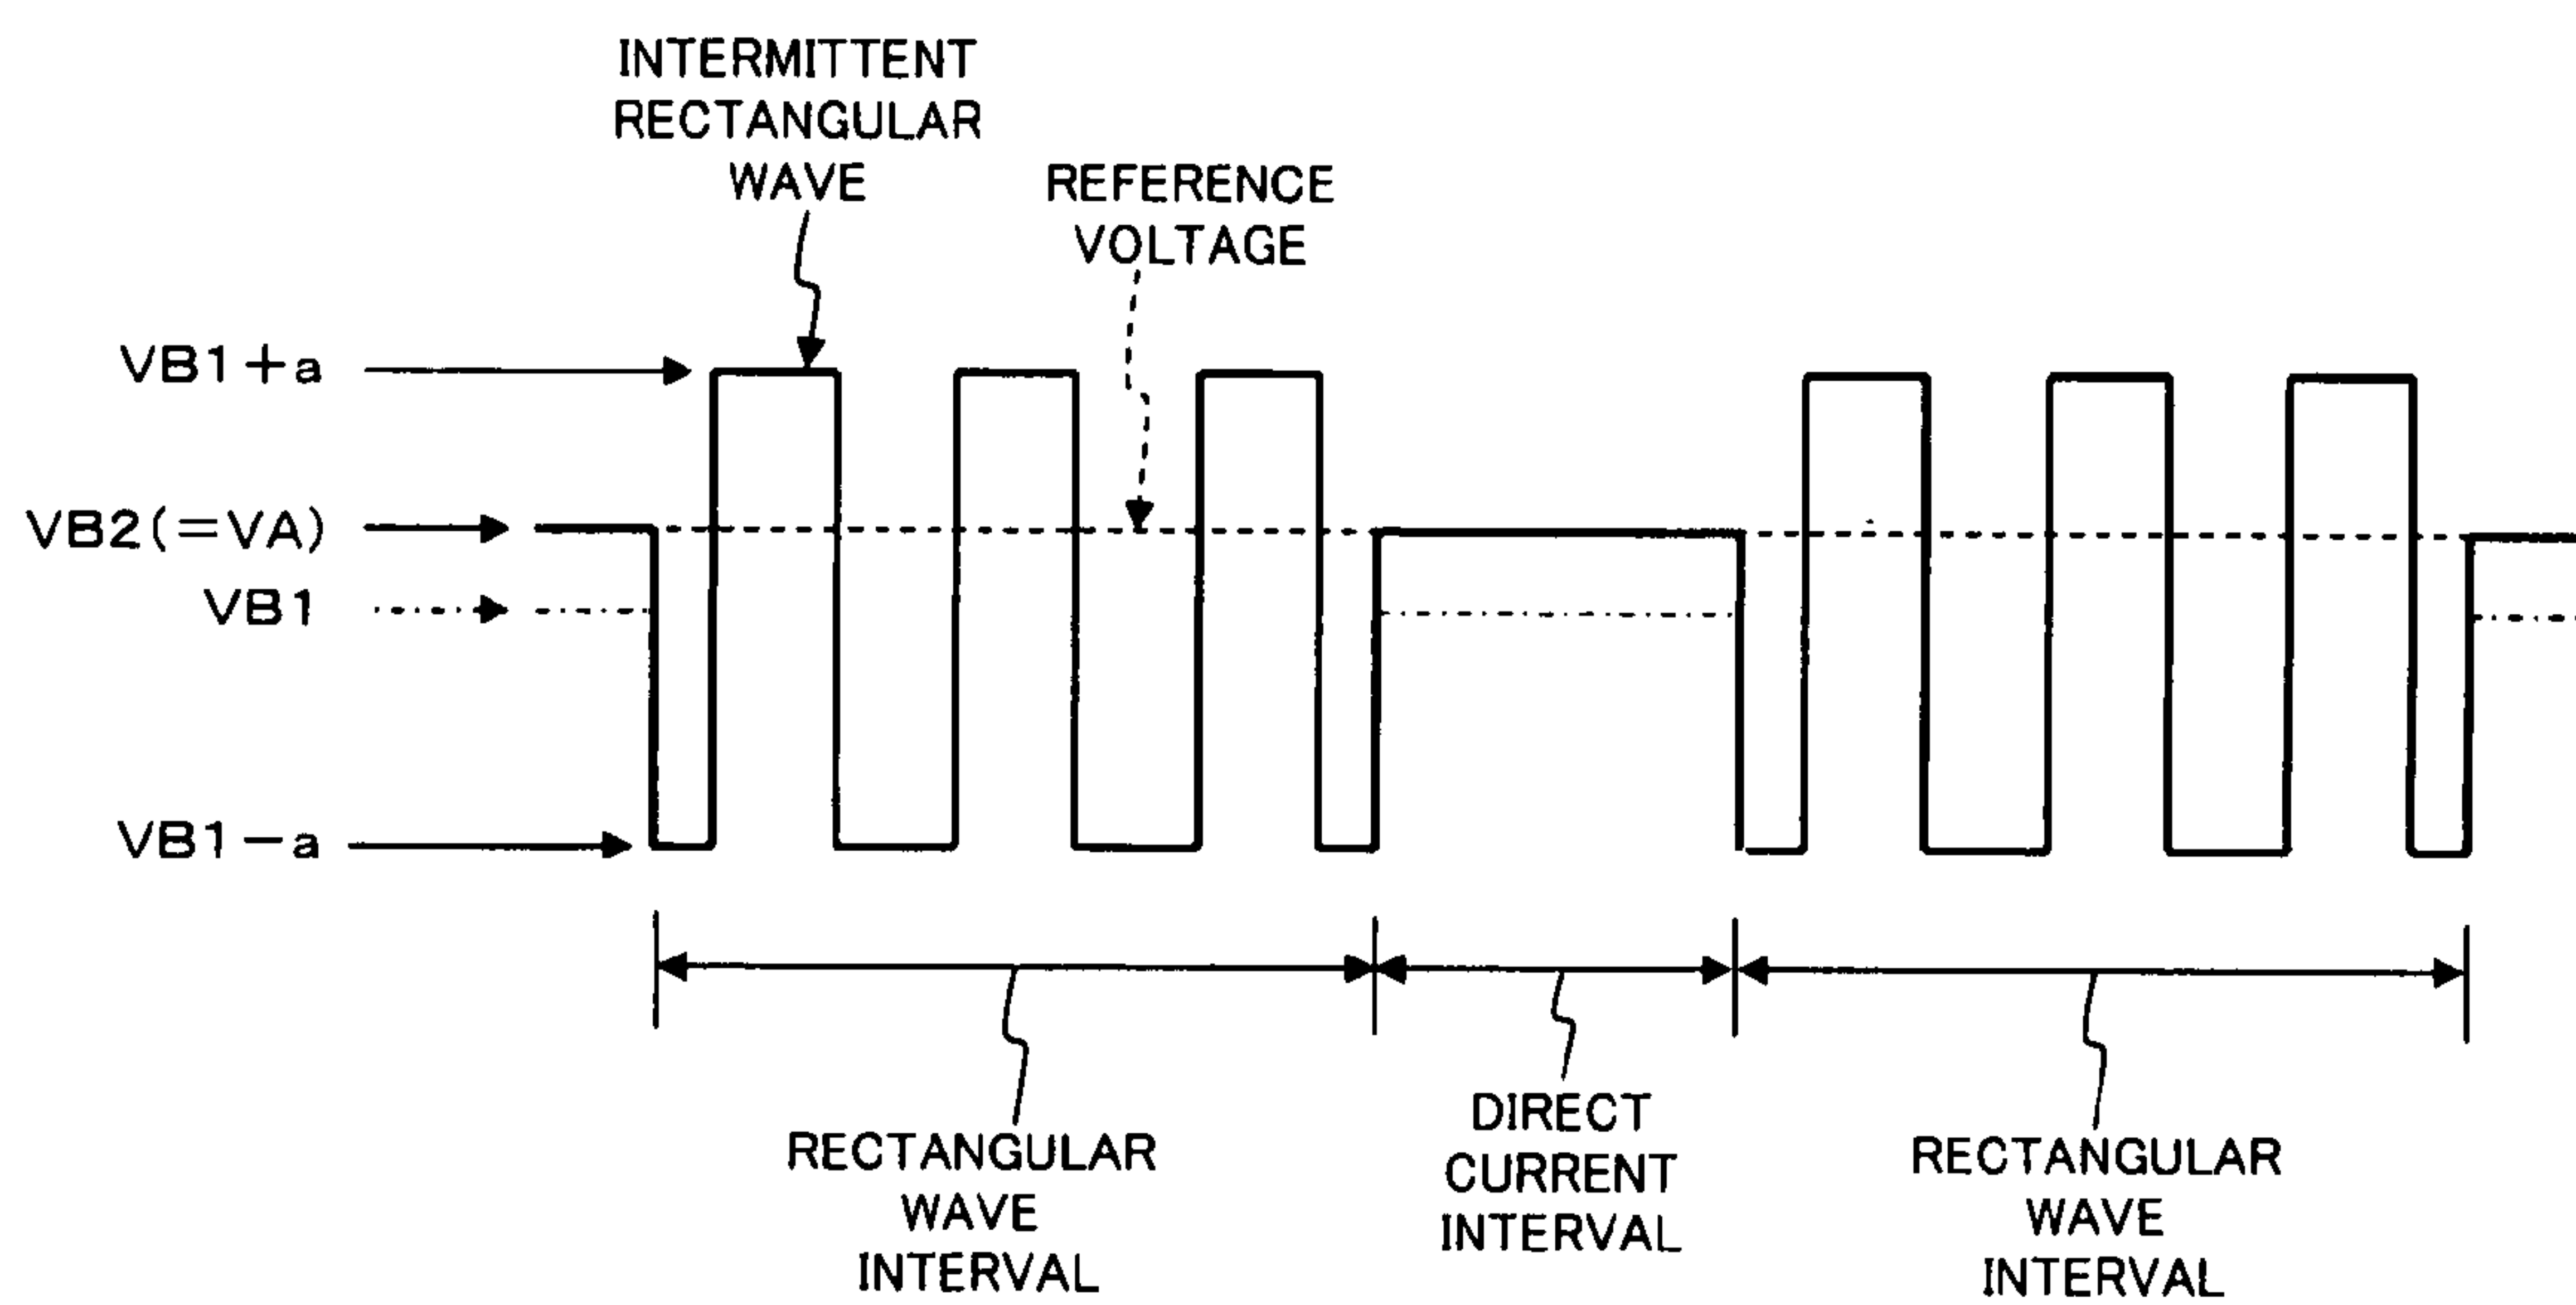 INTERMITTENT
RECTANGULAR
WAVE
REFERENCE
VOLTAGE
VB1+a
VB2(=VA)
VB1
VB1−a
RECTANGULAR
WAVE
INTERVAL
DIRECT
CURRENT
INTERVAL
RECTANGULAR
WAVE
INTERVAL